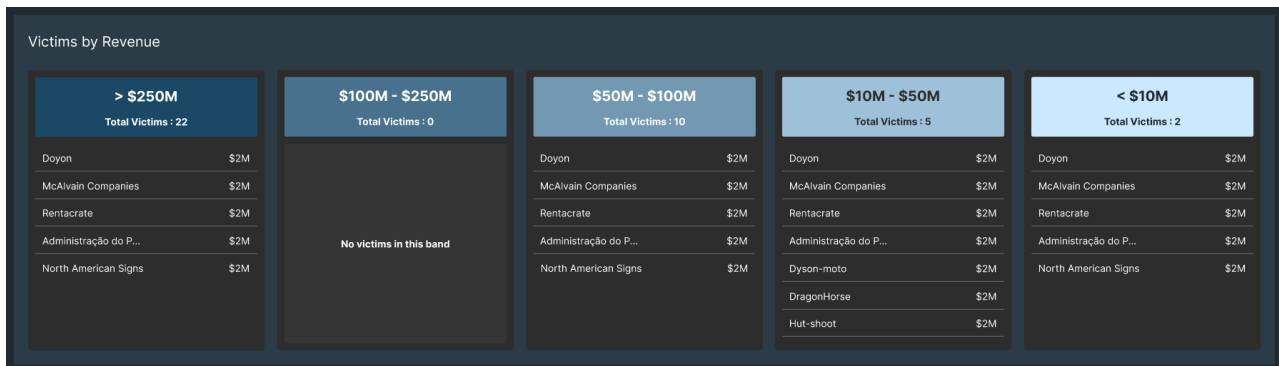 Victims by Revenue
> $250M
Total Victims : 22
Doyon $2M
McAlvain Companies $2M
Rentacrate $2M
Administração do P... $2M
North American Signs $2M
$100M - $250M
Total Victims : 0
No victims in this band
$50M - $100M
Total Victims : 10
Doyon $2M
McAlvain Companies $2M
Rentacrate $2M
Administração do P... $2M
North American Signs $2M
$10M - $50M
Total Victims : 5
Doyon $2M
McAlvain Companies $2M
Rentacrate $2M
Administração do P... $2M
Dyson-moto $2M
DragonHorse $2M
Hut-shoot $2M
< $10M
Total Victims : 2
Doyon $2M
McAlvain Companies $2M
Rentacrate $2M
Administração do P... $2M
North American Signs $2M